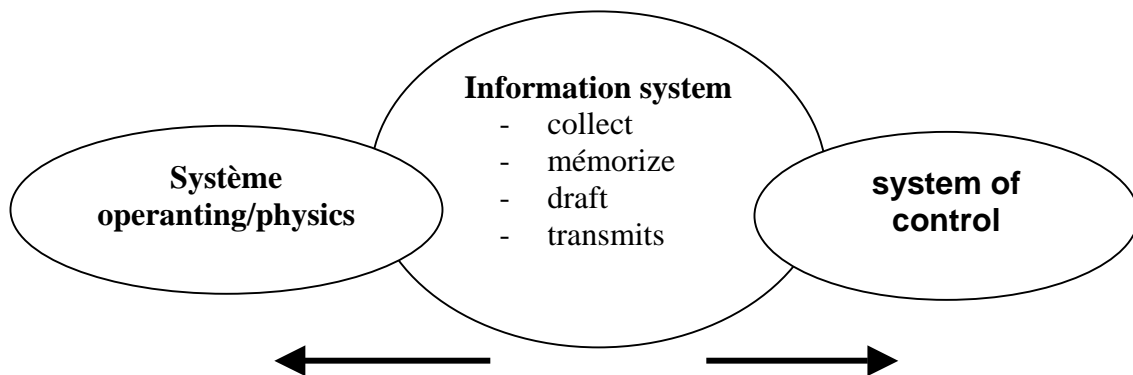 Information system
- collect
- mémorize
- draft
- transmits
Système
operanting/physics
system of
control